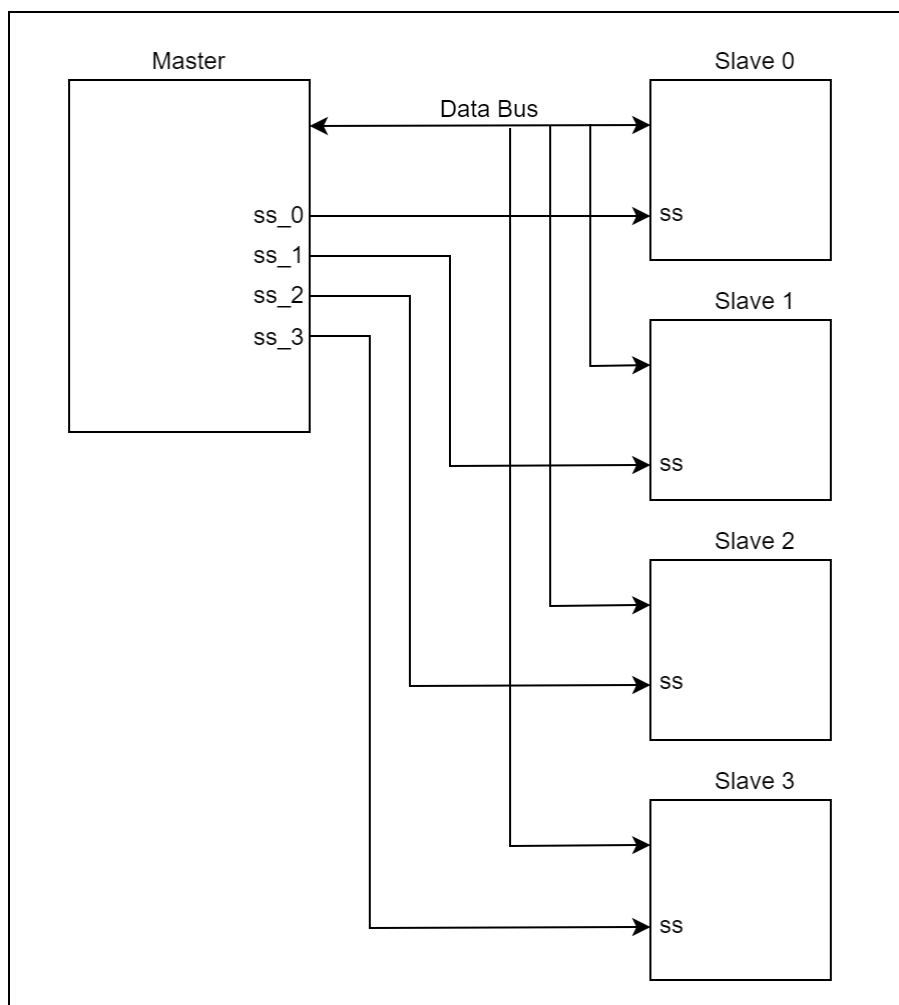 Master
Slave 0
Data Bus
ss_0
ss
ss_1
ss_2
ss_3
Slave 1
ss
Slave 2
ss
Slave 3
ss